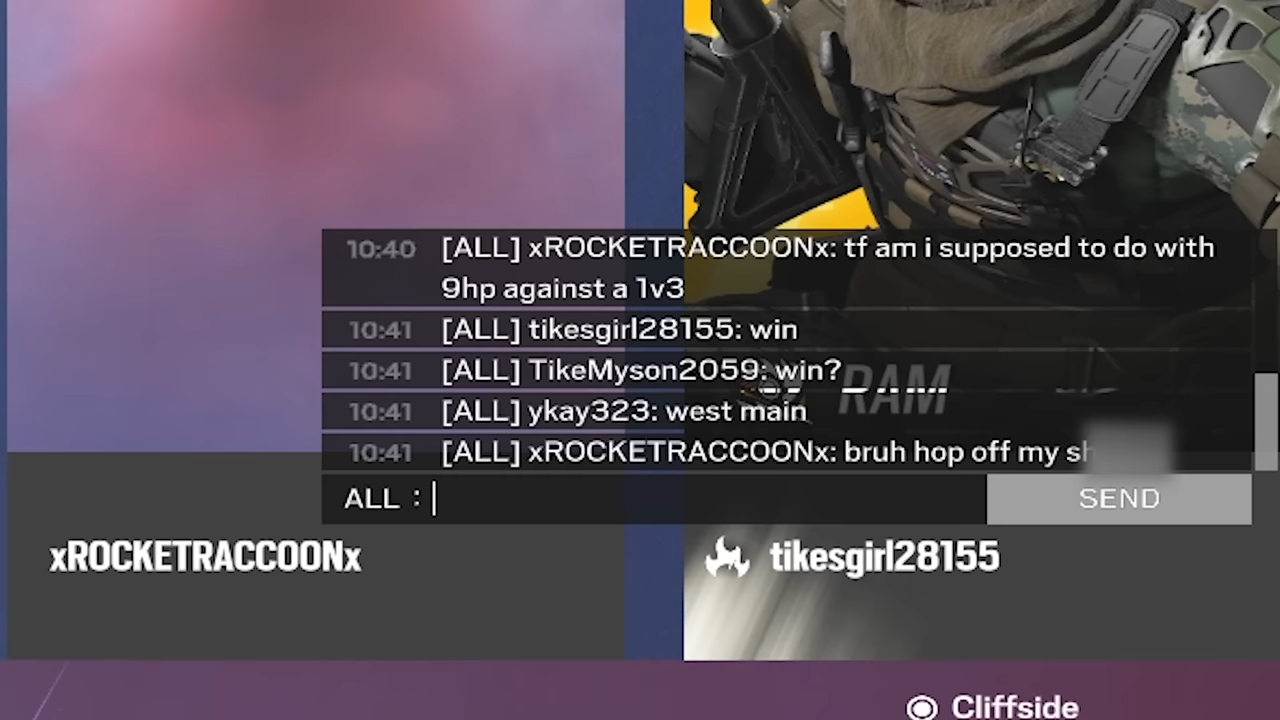 10:40 [ALL] xROCKETRACCOONx: tf am i supposed to do with
9hp against a 1v3
10:41 [ALL] tikesgirl28155: win
10:41 [ALL] TikeMyson2059: win?
10:41 [ALL] ykay323: west main
10:41 [ALL] xROCKETRACCOONx: bruh hop off my
ALL : SEND
RAM
xROCKETRACCOONx
tikesgirl28155
Cliffside